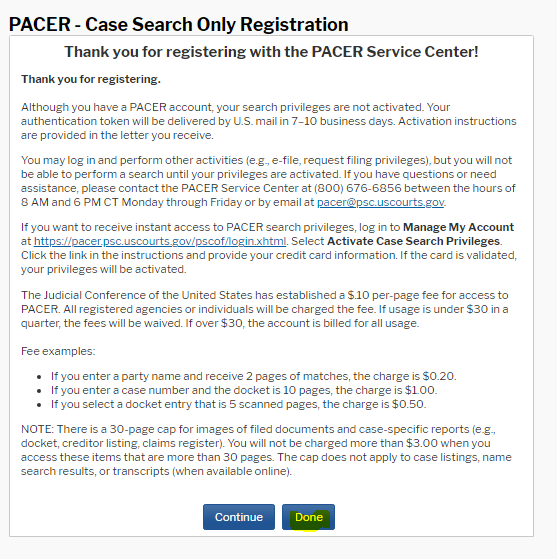 PACER - Case Search Only Registration
Thank you for registering with the PACER Service Center!
Thank you for registering.
Although you have a PACER account, your search privileges are not activated. Your
authentication token will be delivered by U.S. mail in 7–10 business days. Activation instructions
are provided in the letter you receive.
You may log in and perform other activities (e.g., e-file, request filing privileges), but you will not
be able to perform a search until your privileges are activated. If you have questions or need
assistance, please contact the PACER Service Center at (800) 676-6856 between the hours of
8 AM and 6 PM CT Monday through Friday or by email at pacer@psc.uscourts.gov.
If you want to receive instant access to PACER search privileges, log in to Manage My Account
at https://pacer.psc.uscourts.gov/pscof/login.xhtml. Select Activate Case Search Privileges.
Click the link in the instructions and provide your credit card information. If the card is validated,
your privileges will be activated.
The Judicial Conference of the United States has established a $.10 per-page fee for access to
PACER. All registered agencies or individuals will be charged the fee. If usage is under $30 in a
quarter, the fees will be waived. If over $30, the account is billed for all usage.
Fee examples:
• If you enter a party name and receive 2 pages of matches, the charge is $0.20.
• If you enter a case number and the docket is 10 pages, the charge is $1.00.
• If you select a docket entry that is 5 scanned pages, the charge is $0.50.
NOTE: There is a 30-page cap for images of filed documents and case-specific reports (e.g.,
docket, creditor listing, claims register). You will not be charged more than $3.00 when you
access these items that are more than 30 pages. The cap does not apply to case listings, name
search results, or transcripts (when available online).
Continue Done